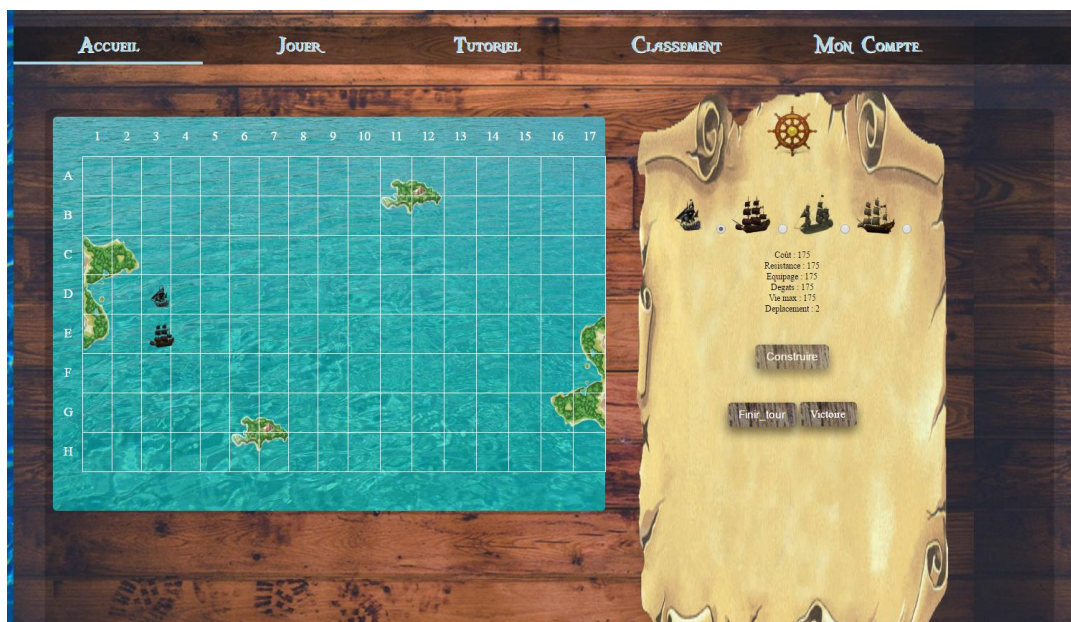 Accueil Jouer Tutoriel Classement Mon Compte
1 2 3 4 5 6 7 8 9 10 11 12 13 14 15 16 17
A
B
C
D
E
F
G
H
Coût : 175
Resistance : 175
Equipage : 175
Degats : 175
Vie max : 175
Deplacement : 2
Construire
Finir_tour Victoire